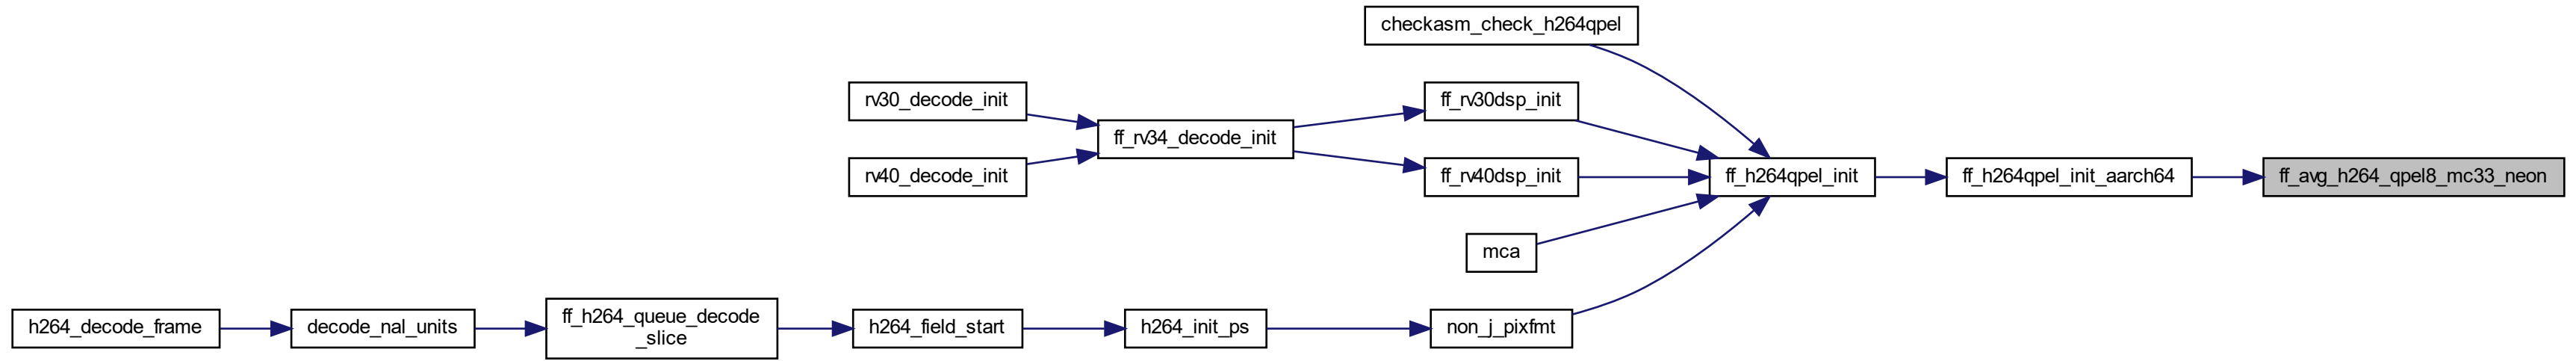 checkasm_check_h264qpel
rv30_decode_init
ff_rv30dsp_init
ff_rv34_decode_init
rv40_decode_init
ff_rv40dsp_init
ff_h264qpel_init
ff_h264qpel_init_aarch64
ff_avg_h264_qpel8_mc33_neon
mca
h264_decode_frame
decode_nal_units
ff_h264_queue_decode
_slice
h264_field_start
h264_init_ps
non_j_pixfmt